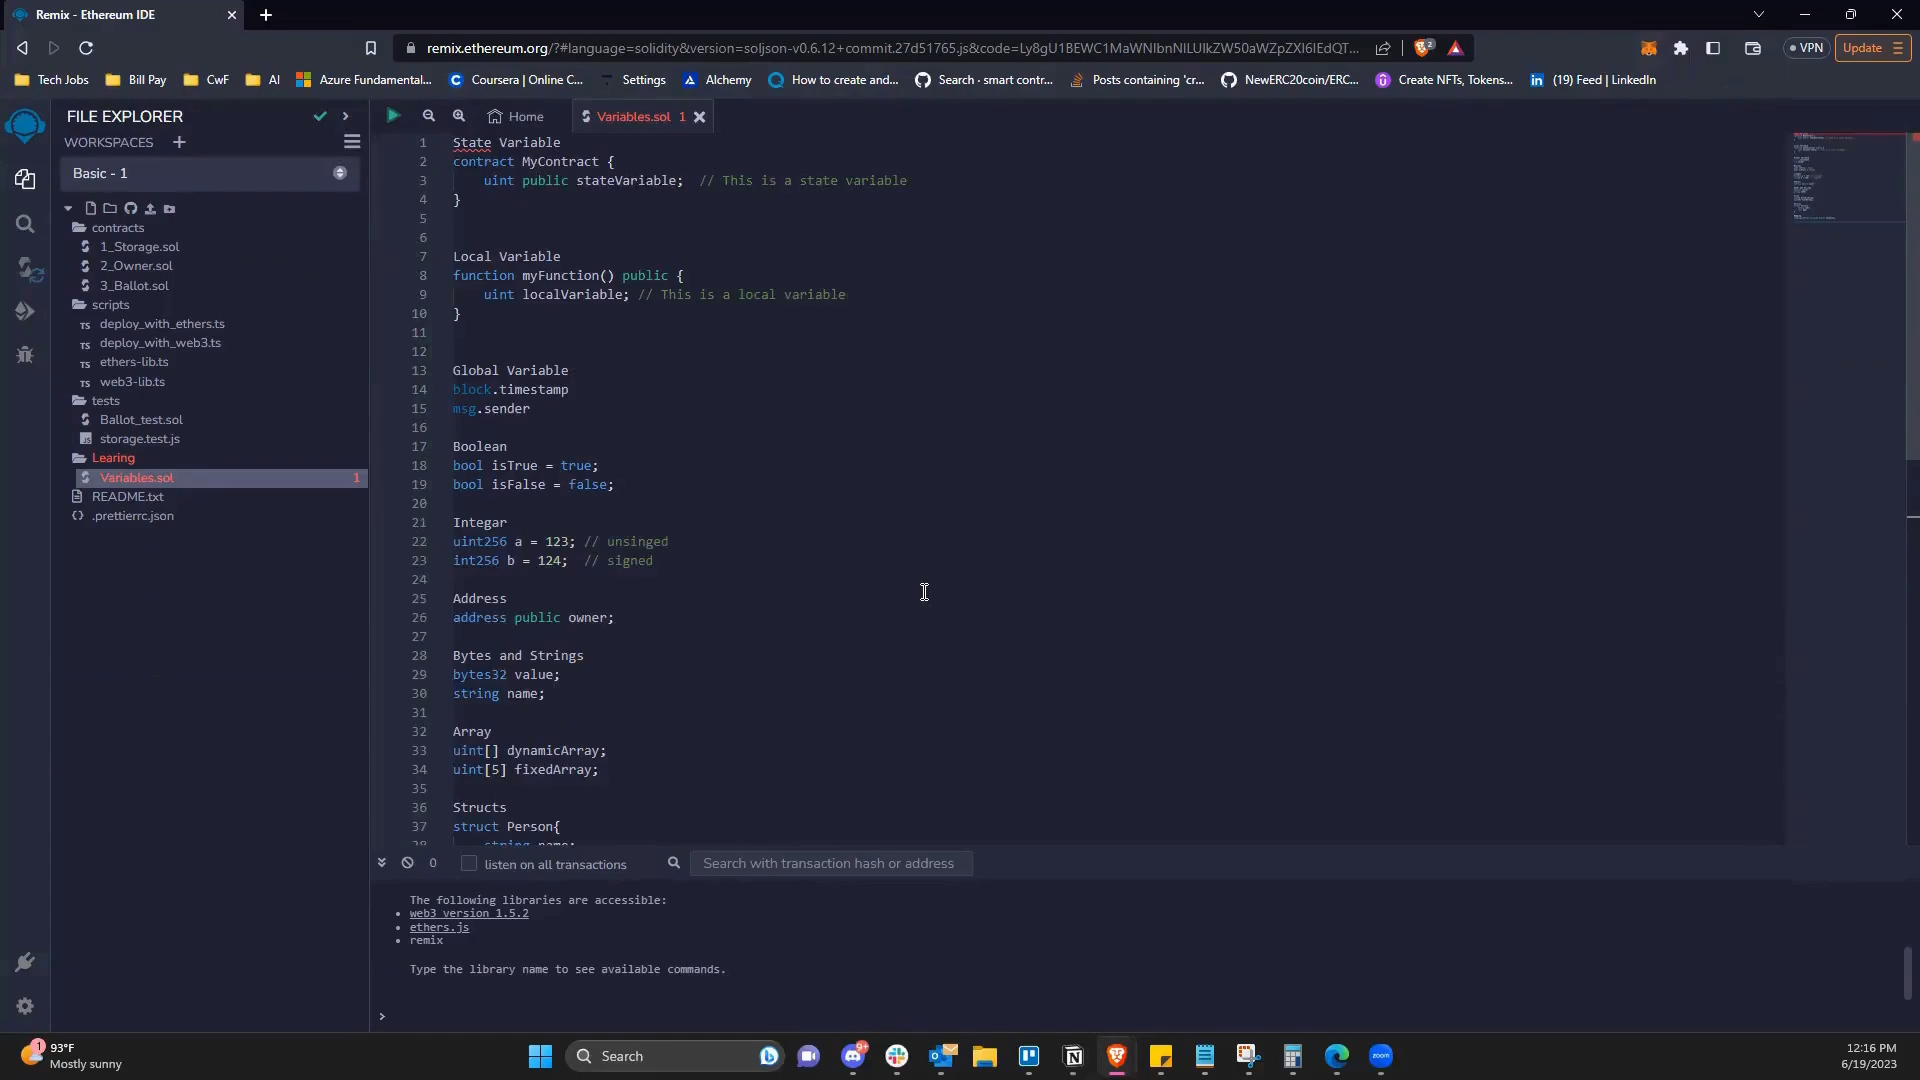 Remix - Ethereum IDE
remix.ethereum.org/?#language=solidity&version=soljson-v0.6.12+commit.27d51765.js&code=Ly8gU1BEWC1MaWNlbnNlLUlkZW50aWZpZXI6IEdQT...
2
VPN
Update
Tech Jobs
Bill Pay
CwF
AI
Azure Fundamental...
Coursera | Online C...
Settings
Alchemy
How to create and...
Search · smart contr...
Posts containing 'cr...
NewERC20coin/ERC...
Create NFTs, Tokens...
(19) Feed | LinkedIn
FILE EXPLORER
WORKSPACES
Basic - 1
contracts
1_Storage.sol
2_Owner.sol
3_Ballot.sol
scripts
TS deploy_with_ethers.ts
TS deploy_with_web3.ts
TS ethers-lib.ts
TS web3-lib.ts
tests
Ballot_test.sol
JS storage.test.js
Learing
Variables.sol 1
README.txt
.prettierrc.json
Home
Variables.sol 1
1 State Variable
2 contract MyContract {
3 uint public stateVariable; // This is a state variable
4 }
5
6
7 Local Variable
8 function myFunction() public {
9 uint localVariable; // This is a local variable
10 }
11
12
13 Global Variable
14 block.timestamp
15 msg.sender
16
17 Boolean
18 bool isTrue = true;
19 bool isFalse = false;
20
21 Integar
22 uint256 a = 123; // unsinged
23 int256 b = 124; // signed
24
25 Address
26 address public owner;
27
28 Bytes and Strings
29 bytes32 value;
30 string name;
31
32 Array
33 uint[] dynamicArray;
34 uint[5] fixedArray;
35
36 Structs
37 struct Person{
38 string name;
0
listen on all transactions
Search with transaction hash or address
The following libraries are accessible:
• web3 version 1.5.2
• ethers.js
• remix
Type the library name to see available commands.
>
1
93°F
Mostly sunny
Search
9+
zoom
12:16 PM
6/19/2023